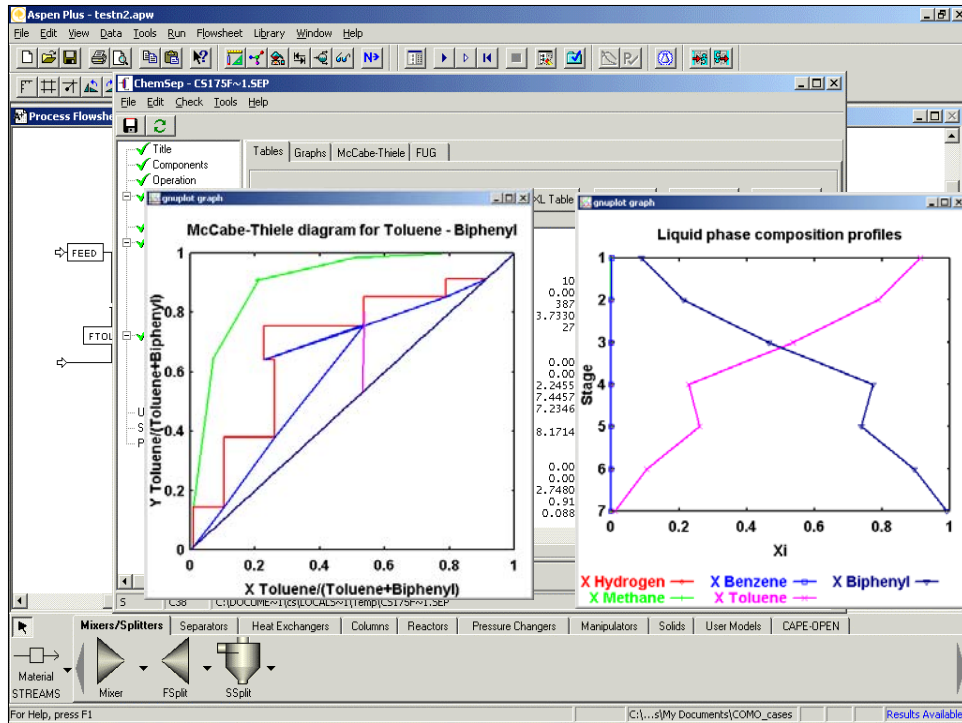 Aspen Plus - testn2.apw
File Edit View Data Tools Run Flowsheet Library Window Help
N>
ChemSep - CS175F~1.SEP
File Edit Check Tools Help
Process Flowshe
Title
Components
Operation
Tables Graphs McCabe-Thiele FUG
XL Table
FEED
FTOL
gnuplot graph
McCabe-Thiele diagram for Toluene - Biphenyl
1
0.8
0.6
0.4
0.2
0
0 0.2 0.4 0.6 0.8 1
Y Toluene/(Toluene+Biphenyl)
X Toluene/(Toluene+Biphenyl)
10
0.00
387
3.7330
27
0.00
0.00
2.2455
7.4457
7.2346
8.1714
0.00
0.00
2.7480
0.91
0.088
gnuplot graph
Liquid phase composition profiles
1
2
3
4
5
6
7
Stage
0 0.2 0.4 0.6 0.8 1
Xi
X Hydrogen X Benzene X Biphenyl
X Methane X Toluene
U
S
P
S C38 C:\DOCUME~1\cs\LOCALS~1\Temp\CS175F~1.SEP
Mixers/Splitters Separators Heat Exchangers Columns Reactors Pressure Changers Manipulators Solids User Models CAPE-OPEN
Material
STREAMS Mixer FSplit SSplit
For Help, press F1 C:\...s\My Documents\COMO_cases Results Available